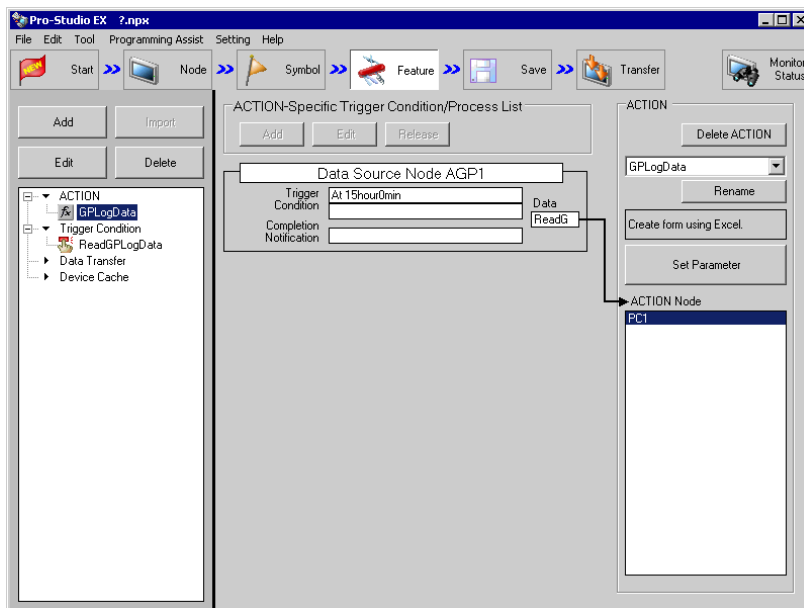 Pro-Studio EX ?.npx
File Edit Tool Programming Assist Setting Help
NEW Start >> Node >> Symbol >> Feature >> Save >> Transfer Monitor Status
Add Import
Edit Delete
ACTION
fx GPLogData
Trigger Condition
ReadGPLogData
Data Transfer
Device Cache
ACTION-Specific Trigger Condition/Process List
Add Edit Release
Data Source Node AGP1
Trigger Condition At 15hour0min
Data
ReadG
Completion Notification
ACTION
Delete ACTION
GPLogData
Rename
Create form using Excel.
Set Parameter
ACTION Node
PC1